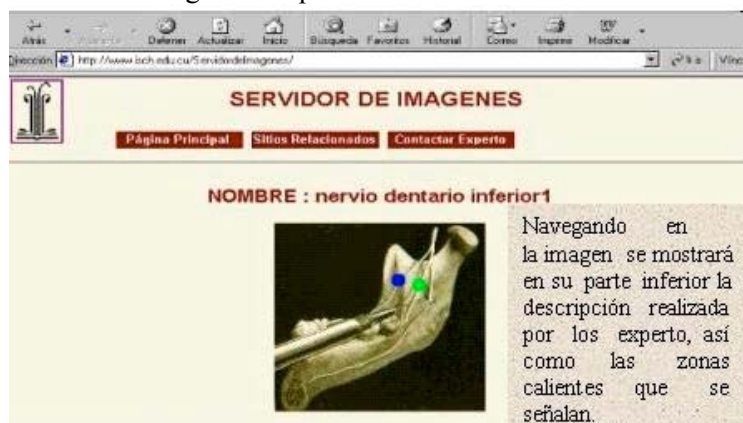 Atrás
Detener Actualizar Inicio Búsqueda Favoritos Historial Correo Imprimir Modificar
http://www.isch.edu.cu/ServidordeImagenes/
SERVIDOR DE IMAGENES
Página Principal Sitios Relacionados Contactar Experto
NOMBRE : nervio dentario inferior1
Navegando en
la imagen se mostrará
en su parte inferior la
descripción realizada
por los experto, así
como las zonas
calientes que se
señalan.